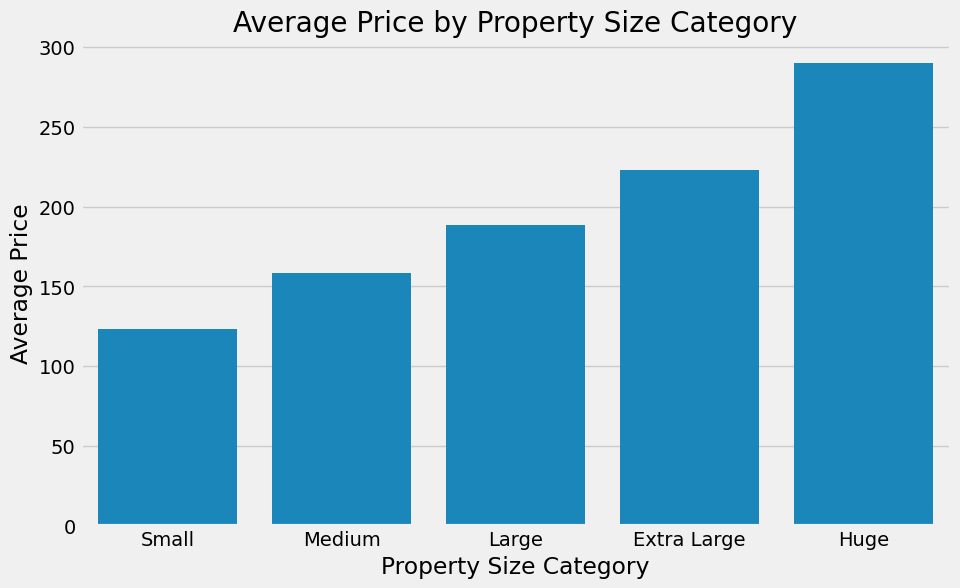 Average Price by Property Size Category
Average Price
300
250
200
150
100
50
0
Small Medium Large Extra Large Huge
Property Size Category